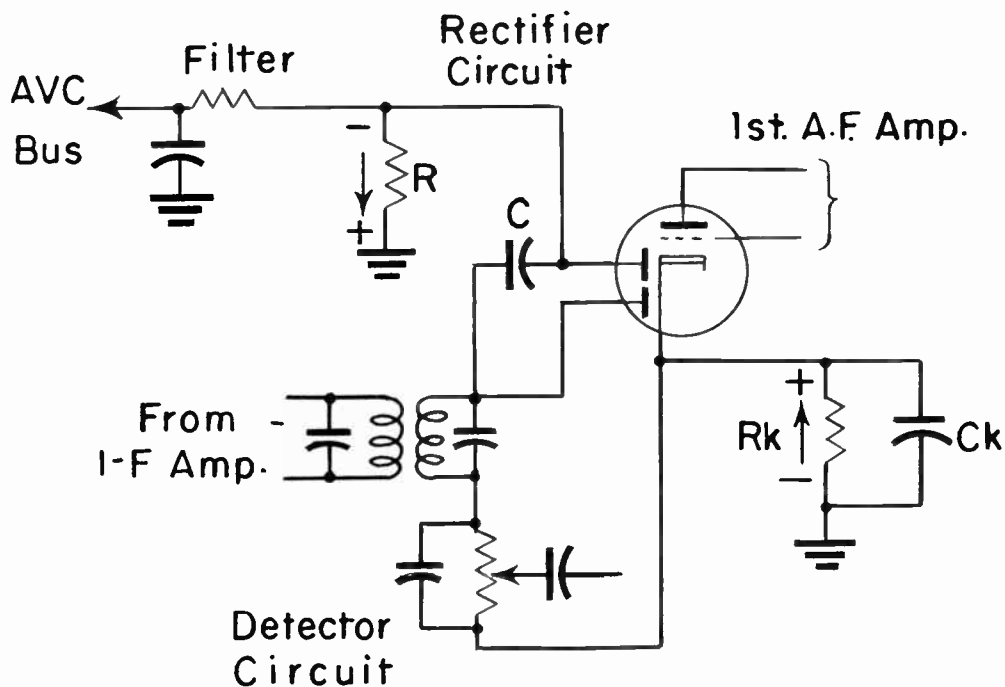 Rectifier
Circuit
Filter
AVC
Bus
1st. A.F. Amp.
-
R
+
C
From -
I-F Amp.
+
Rk
-
Ck
Detector
Circuit